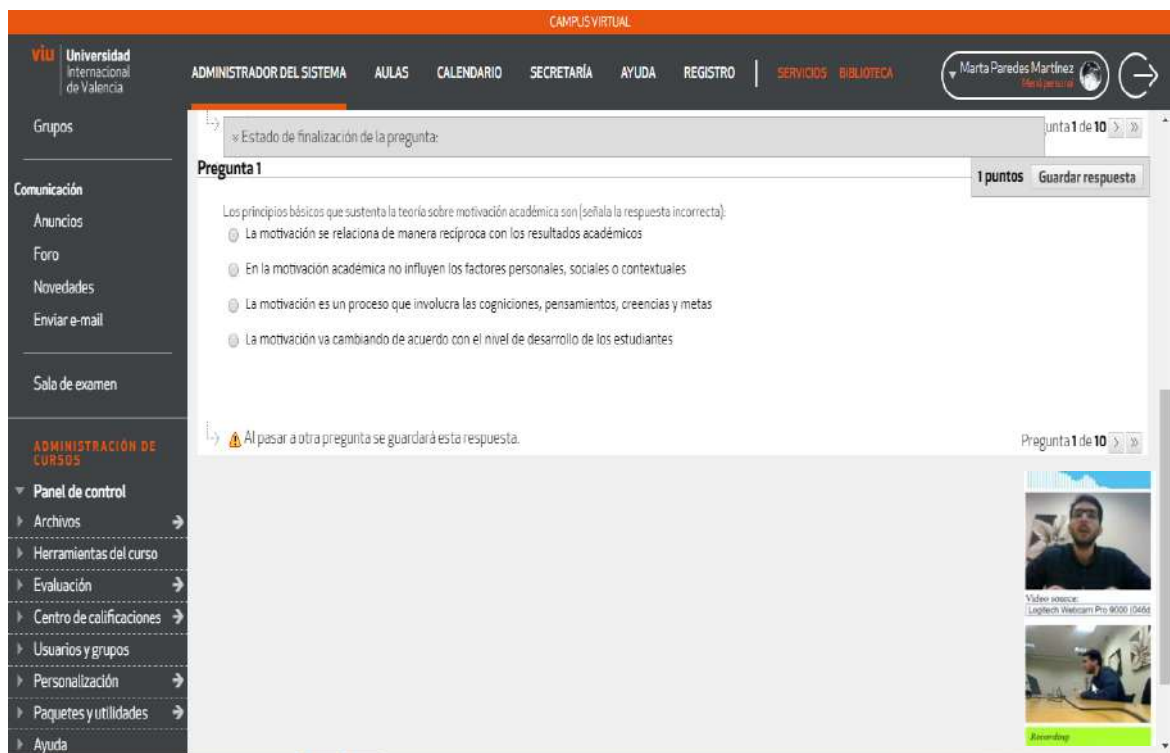 CAMPUS VIRTUAL
viu Universidad
Internacional
de Valencia
ADMINISTRADOR DEL SISTEMA AULAS CALENDARIO SECRETARÍA AYUDA REGISTRO SERVICIOS BIBLIOTECA
Marta Paredes Martínez
Menú personal
Grupos
Comunicación
Anuncios
Foro
Novedades
Enviar e-mail
Sala de examen
ADMINISTRACIÓN DE
CURSOS
Panel de control
Archivos
Herramientas del curso
Evaluación
Centro de calificaciones
Usuarios y grupos
Personalización
Paquetes y utilidades
Ayuda
Estado de finalización de la pregunta:
unta 1 de 10
Pregunta 1
1 puntos Guardar respuesta
Los principios básicos que sustenta la teoría sobre motivación académica son (señala la respuesta incorrecta):
La motivación se relaciona de manera recíproca con los resultados académicos
En la motivación académica no influyen los factores personales, sociales o contextuales
La motivación es un proceso que involucra las cogniciones, pensamientos, creencias y metas
La motivación va cambiando de acuerdo con el nivel de desarrollo de los estudiantes
Al pasar a otra pregunta se guardará esta respuesta.
Pregunta 1 de 10
Video source:
Logitech Webcam Pro 9000 (046d
Recording